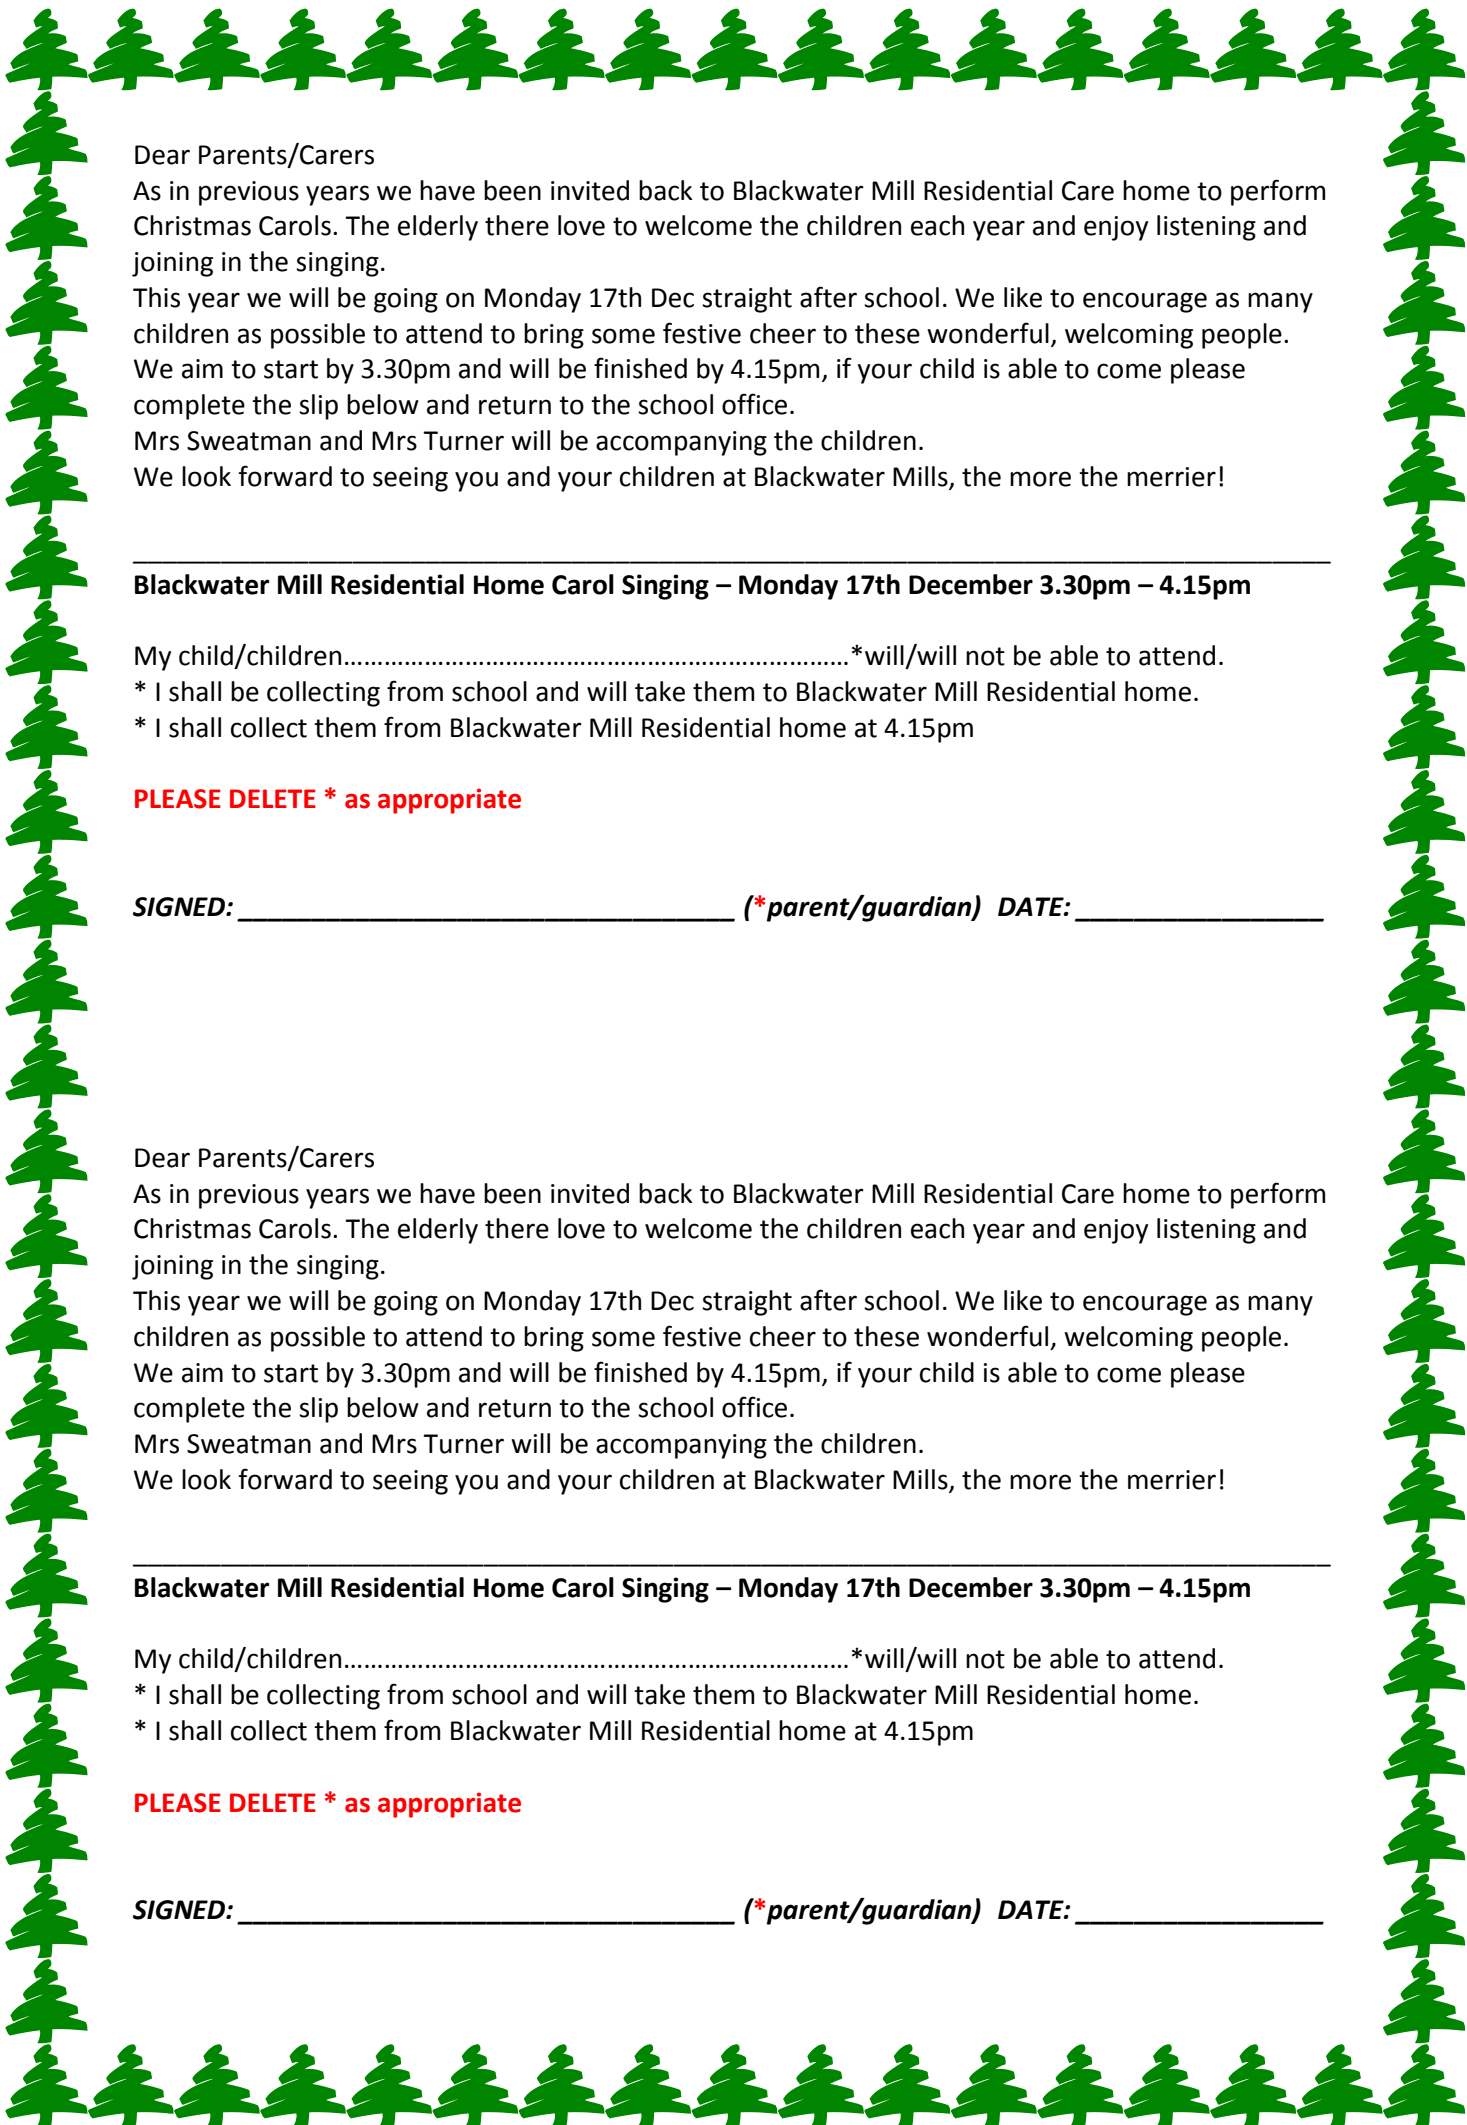 Dear Parents/Carers
As in previous years we have been invited back to Blackwater Mill Residential Care home to perform
Christmas Carols. The elderly there love to welcome the children each year and enjoy listening and
joining in the singing.
This year we will be going on Monday 17th Dec straight after school. We like to encourage as many
children as possible to attend to bring some festive cheer to these wonderful, welcoming people.
We aim to start by 3.30pm and will be finished by 4.15pm, if your child is able to come please
complete the slip below and return to the school office.
Mrs Sweatman and Mrs Turner will be accompanying the children.
We look forward to seeing you and your children at Blackwater Mills, the more the merrier!
Blackwater Mill Residential Home Carol Singing – Monday 17th December 3.30pm – 4.15pm
My child/children……………………………………………………………….…*will/will not be able to attend.
* I shall be collecting from school and will take them to Blackwater Mill Residential home.
* I shall collect them from Blackwater Mill Residential home at 4.15pm
PLEASE DELETE * as appropriate
SIGNED: __________________________________ (*parent/guardian) DATE: _________________
Dear Parents/Carers
As in previous years we have been invited back to Blackwater Mill Residential Care home to perform
Christmas Carols. The elderly there love to welcome the children each year and enjoy listening and
joining in the singing.
This year we will be going on Monday 17th Dec straight after school. We like to encourage as many
children as possible to attend to bring some festive cheer to these wonderful, welcoming people.
We aim to start by 3.30pm and will be finished by 4.15pm, if your child is able to come please
complete the slip below and return to the school office.
Mrs Sweatman and Mrs Turner will be accompanying the children.
We look forward to seeing you and your children at Blackwater Mills, the more the merrier!
Blackwater Mill Residential Home Carol Singing – Monday 17th December 3.30pm – 4.15pm
My child/children……………………………………………………………….…*will/will not be able to attend.
* I shall be collecting from school and will take them to Blackwater Mill Residential home.
* I shall collect them from Blackwater Mill Residential home at 4.15pm
PLEASE DELETE * as appropriate
SIGNED: __________________________________ (*parent/guardian) DATE: _________________